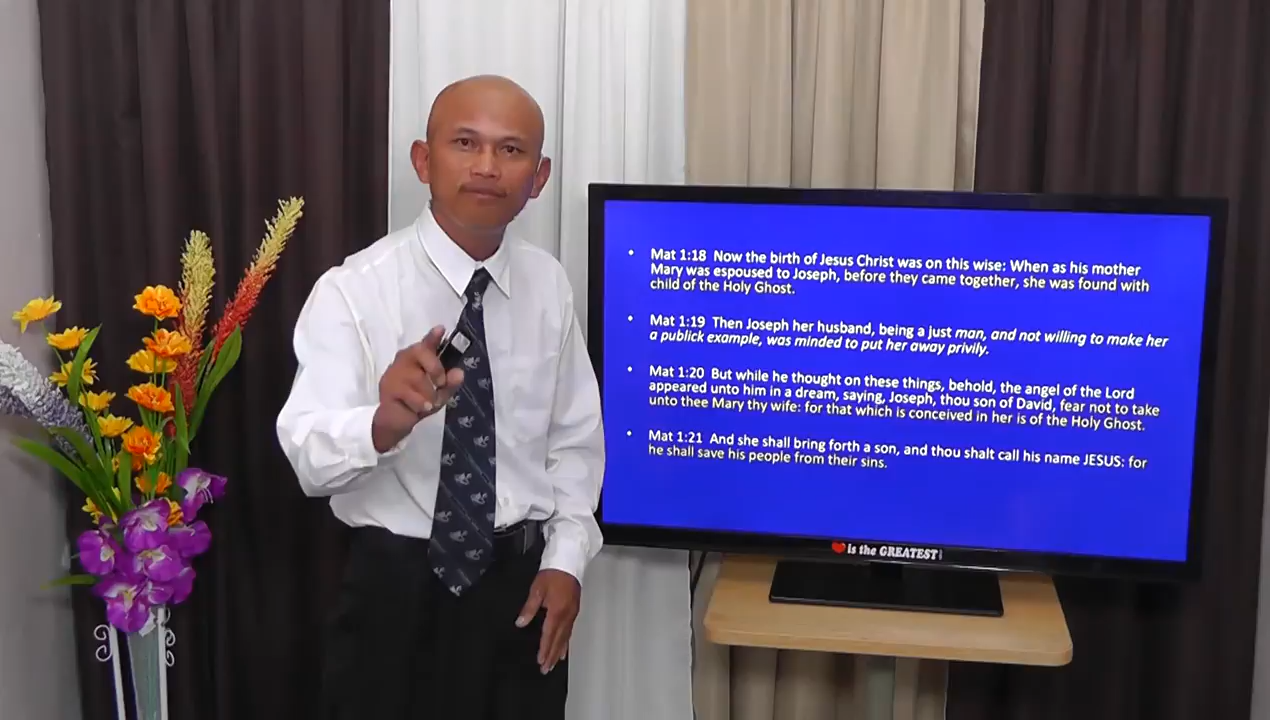 • Mat 1:18 Now the birth of Jesus Christ was on this wise: When as his mother
Mary was espoused to Joseph, before they came together, she was found with
child of the Holy Ghost.
• Mat 1:19 Then Joseph her husband, being a just man, and not willing to make her
a publick example, was minded to put her away privily.
• Mat 1:20 But while he thought on these things, behold, the angel of the Lord
appeared unto him in a dream, saying, Joseph, thou son of David, fear not to take
unto thee Mary thy wife: for that which is conceived in her is of the Holy Ghost.
• Mat 1:21 And she shall bring forth a son, and thou shalt call his name JESUS: for
he shall save his people from their sins.
❤ is the GREATEST!